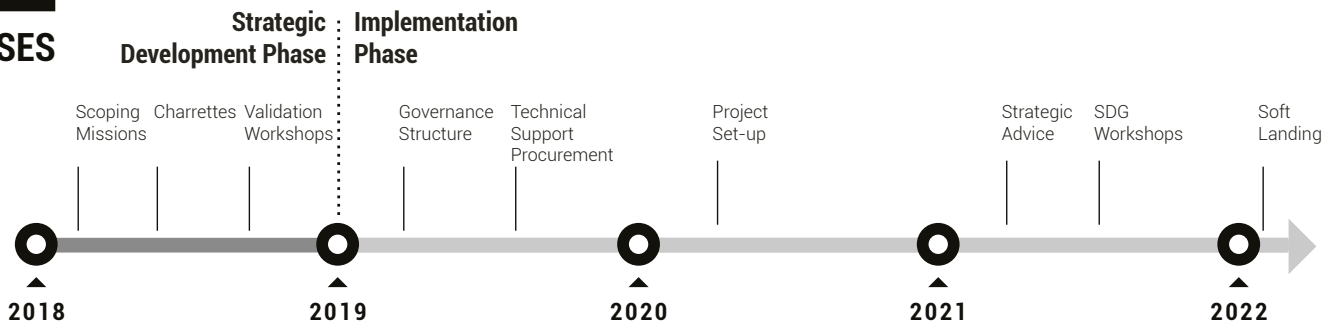 SES
Strategic
Development Phase
Implementation
Phase
Scoping
Missions
Charrettes
Validation
Workshops
Governance
Structure
Technical
Support
Procurement
Project
Set-up
Strategic
Advice
SDG
Workshops
Soft
Landing
2018
2019
2020
2021
2022